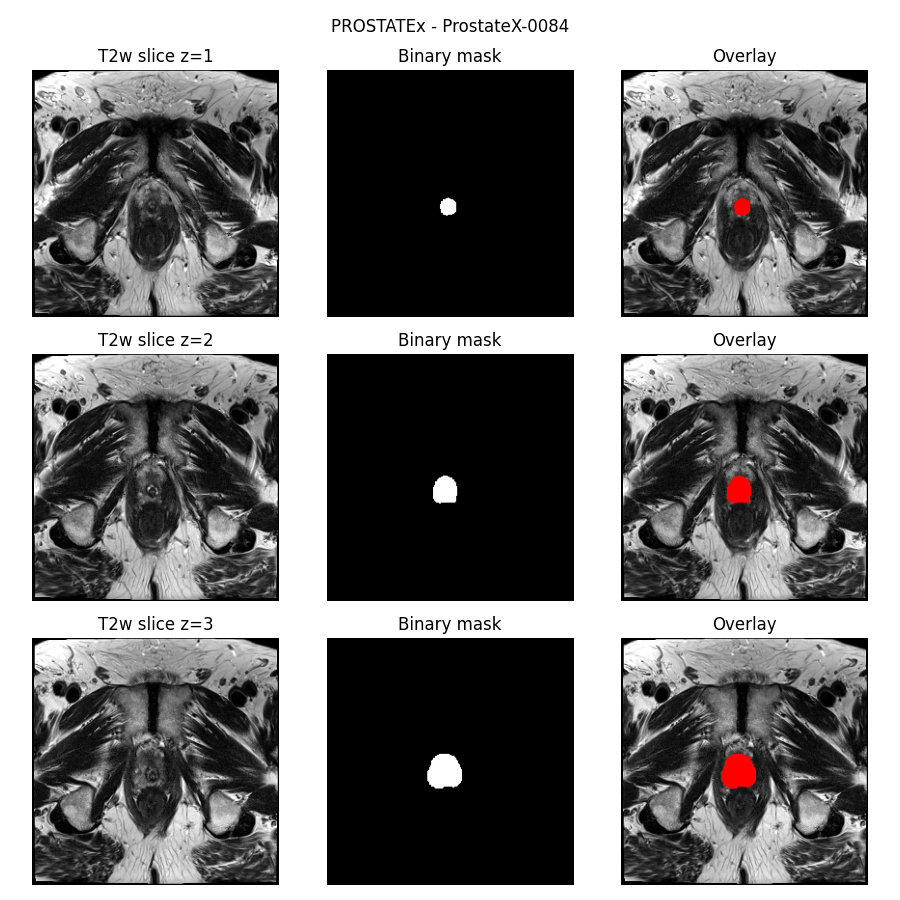 PROSTATEx - ProstateX-0084
T2w slice z=1
Binary mask
Overlay
T2w slice z=2
Binary mask
Overlay
T2w slice z=3
Binary mask
Overlay